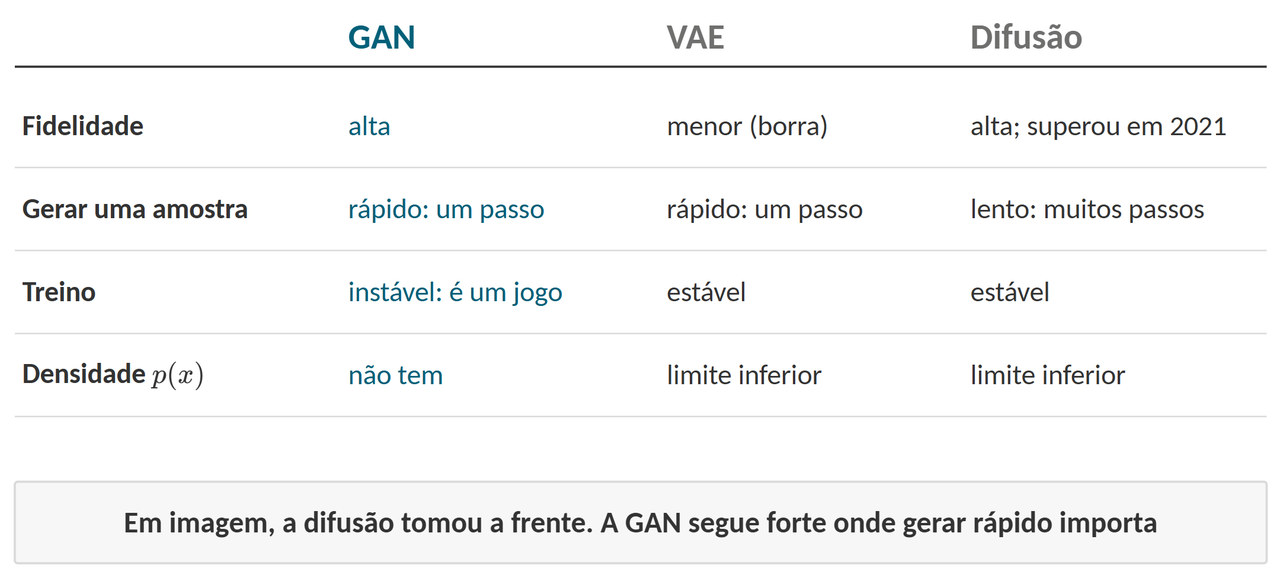 GAN VAE Difusão
Fidelidade alta menor (borra) alta; superou em 2021
Gerar uma amostra rápido: um passo rápido: um passo lento: muitos passos
Treino instável: é um jogo estável estável
Densidade p(x) não tem limite inferior limite inferior
Em imagem, a difusão tomou a frente. A GAN segue forte onde gerar rápido importa